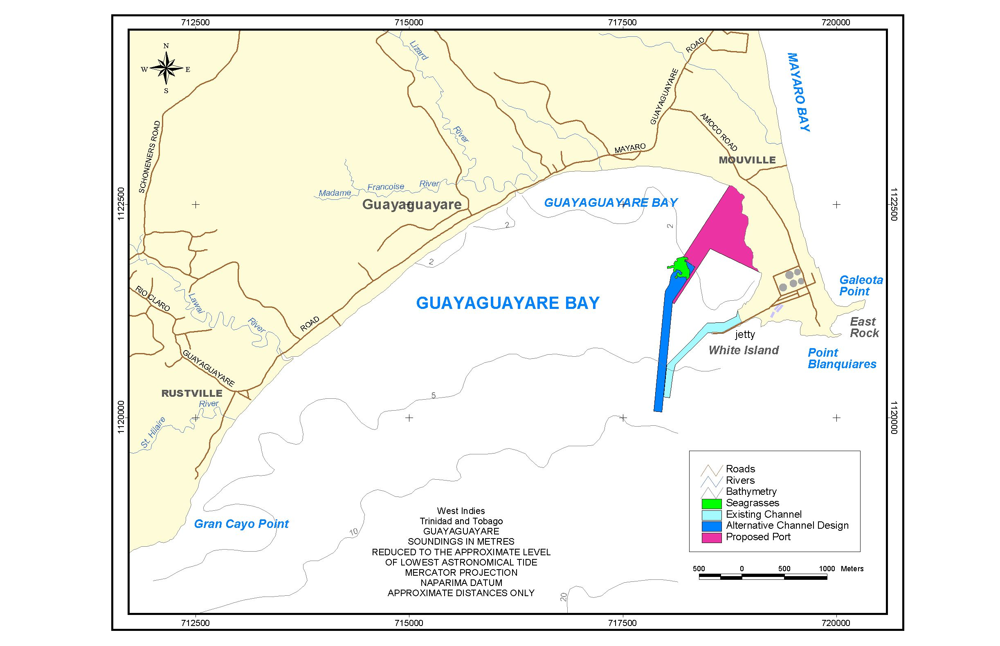 712500
715000
717500
720000
N
W
E
S
Lizard
River
ROAD
GUAYAGUAYARE
MAYARO BAY
AMOCO ROAD
SCHONENERS ROAD
MAYARO
MOUVILLE
Madame
Francoise
River
Guayaguayare
GUAYAGUAYARE BAY
1122500
1122500
2
2
2
RIO CLARO
Lawai
River
ROAD
GUAYAGUAYARE BAY
Galeota
Point
East
Rock
jetty
White Island
Point
Blanquiares
GUAYAGUAYARE
RUSTVILLE
River
St. Hilaire
5
1120000
1120000
Gran Cayo Point
10
20
West Indies
Trinidad and Tobago
GUAYAGUAYARE
SOUNDINGS IN METRES
REDUCED TO THE APPROXIMATE LEVEL
OF LOWEST ASTRONOMICAL TIDE
MERCATOR PROJECTION
NAPARIMA DATUM
APPROXIMATE DISTANCES ONLY
Roads
Rivers
Bathymetry
Seagrasses
Existing Channel
Alternative Channel Design
Proposed Port
500 0 500 1000 Meters
712500
715000
717500
720000